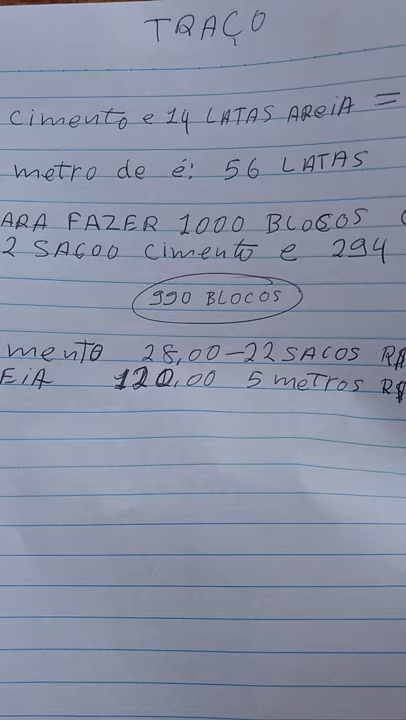 TRAÇO
cimento e 14 LATAS AREIA =
metro de é: 56 LATAS
ARA FAZER 1000 BLOCOS (
2 SACOO cimento e 294
990 BLOCOS
mento 28,00-22 SACOS R$
EIA 120,00 5 metros R$